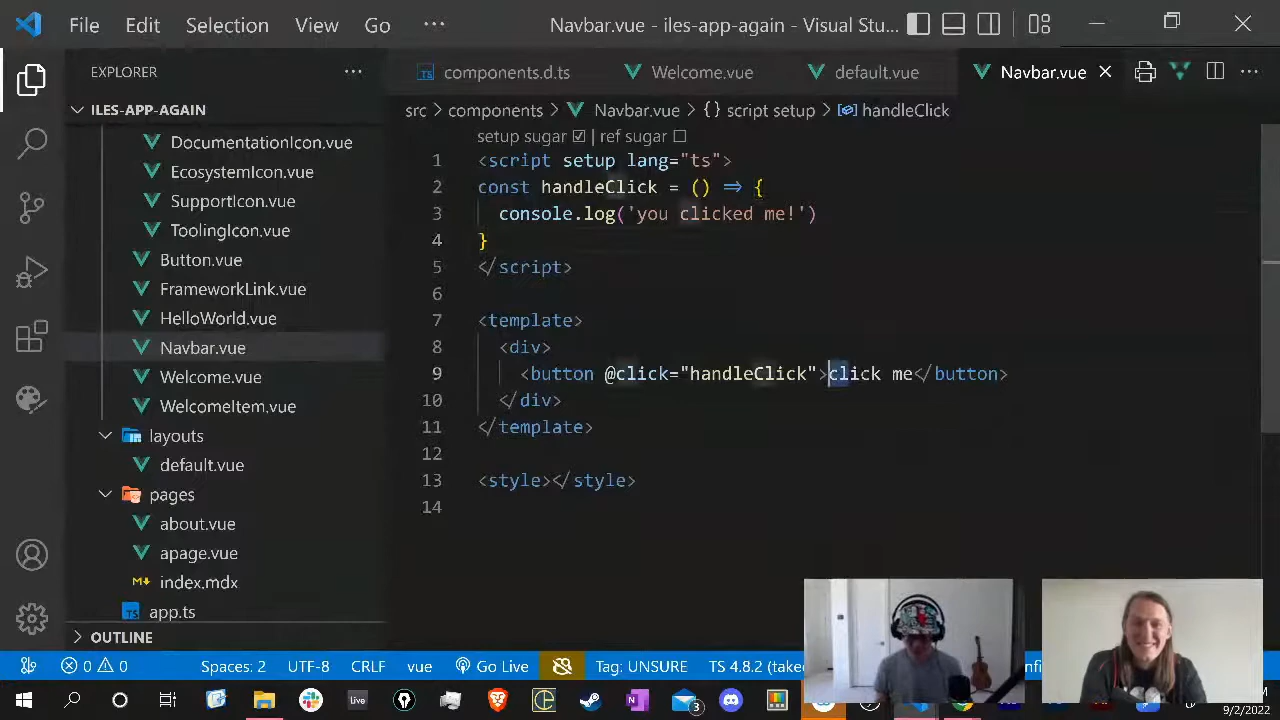 File Edit Selection View Go ··· Navbar.vue - iles-app-again - Visual Stu...
EXPLORER ···
ILES-APP-AGAIN
DocumentationIcon.vue
EcosystemIcon.vue
SupportIcon.vue
ToolingIcon.vue
Button.vue
FrameworkLink.vue
HelloWorld.vue
Navbar.vue
Welcome.vue
WelcomeItem.vue
layouts
default.vue
pages
about.vue
apage.vue
index.mdx
TS app.ts
OUTLINE
TS components.d.ts Welcome.vue default.vue Navbar.vue
src > components > Navbar.vue > {} script setup > handleClick
setup sugar ☑ | ref sugar ☐
1 <script setup lang="ts">
2 const handleClick = () => {
3 console.log('you clicked me!')
4 }
5 </script>
6
7 <template>
8 <div>
9 <button @click="handleClick">click me</button>
10 </div>
11 </template>
12
13 <style></style>
14
0 0 Spaces: 2 UTF-8 CRLF vue Go Live Tag: UNSURE TS 4.8.2 (takeo
Live 3
9/2/2022